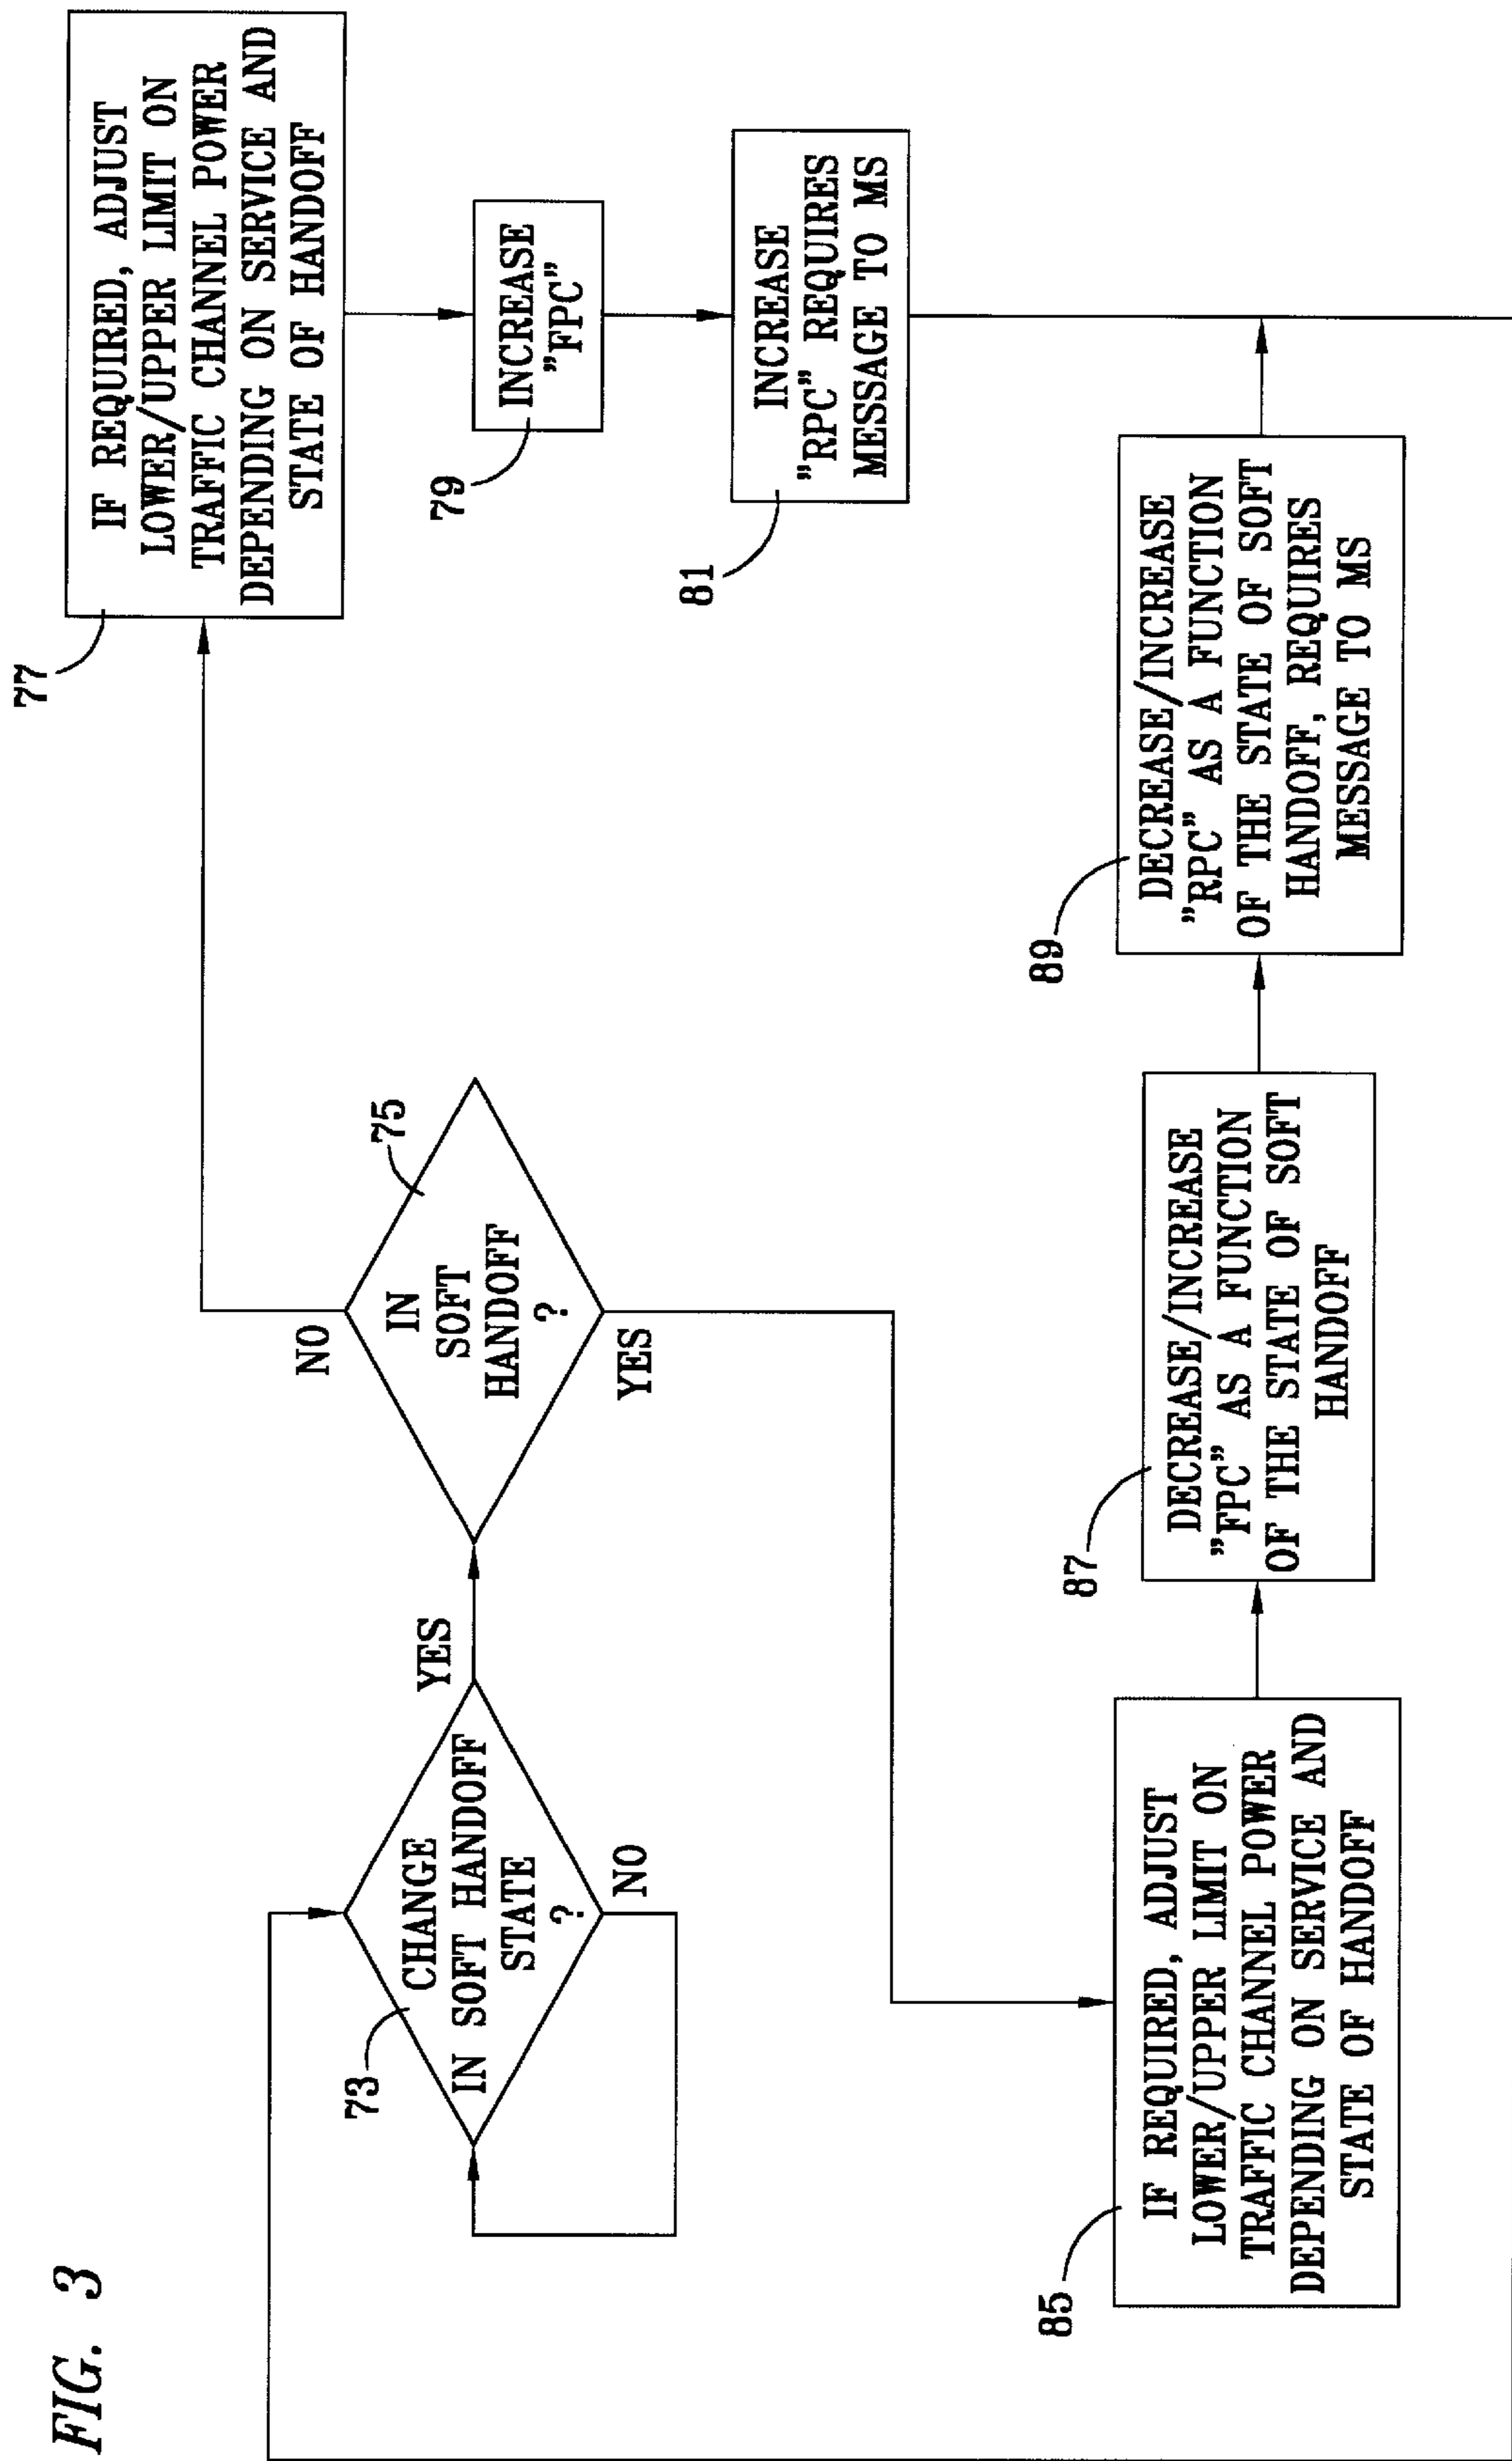 FIG. 3
73
CHANGE
IN SOFT HANDOFF
STATE
?
YES
NO
75
IN
SOFT
HANDOFF
?
NO
YES
77
IF REQUIRED, ADJUST
LOWER/UPPER LIMIT ON
TRAFFIC CHANNEL POWER
DEPENDING ON SERVICE AND
STATE OF HANDOFF
79
INCREASE
"FPC"
81
INCREASE
"RPC" REQUIRES
MESSAGE TO MS
85
IF REQUIRED, ADJUST
LOWER/UPPER LIMIT ON
TRAFFIC CHANNEL POWER
DEPENDING ON SERVICE AND
STATE OF HANDOFF
87
DECREASE/INCREASE
"FPC" AS A FUNCTION
OF THE STATE OF SOFT
HANDOFF
89
DECREASE/INCREASE
"RPC" AS A FUNCTION
OF THE STATE OF SOFT
HANDOFF, REQUIRES
MESSAGE TO MS